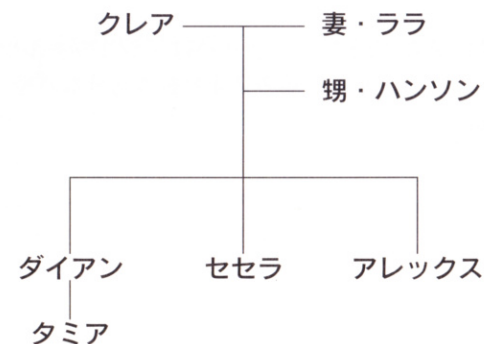 クレア
妻・ララ
甥・ハンソン
ダイアン
セセラ
アレックス
タミア